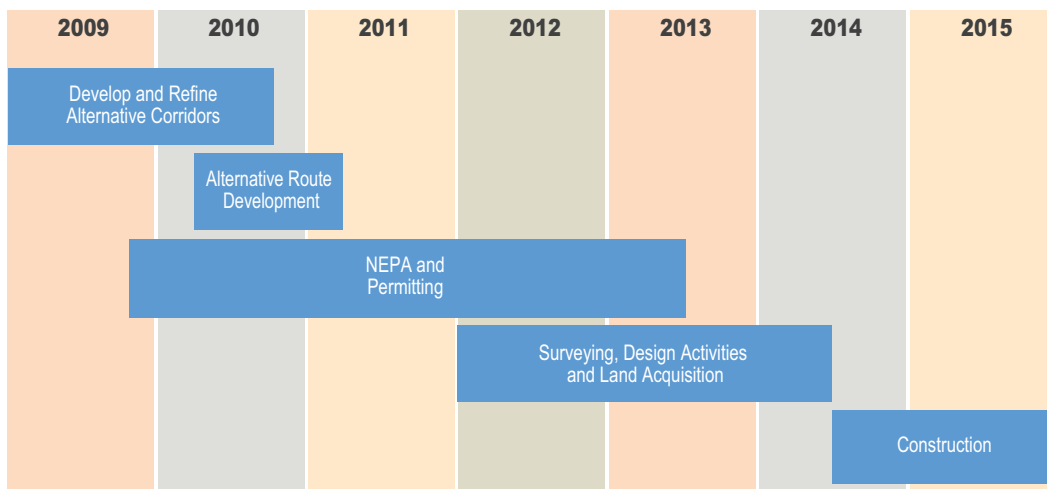 2009 2010 2011 2012 2013 2014 2015
Develop and Refine
Alternative Corridors
Alternative Route
Development
NEPA and
Permitting
Surveying, Design Activities
and Land Acquisition
Construction